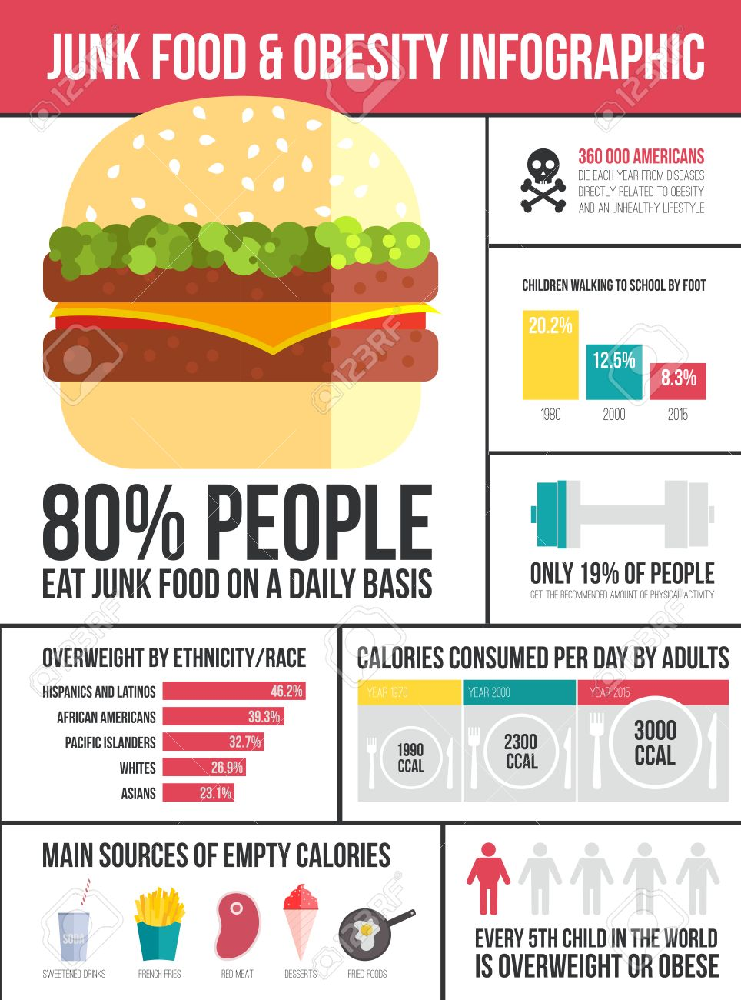 JUNK FOOD & OBESITY INFOGRAPHIC
360 000 AMERICANS
DIE EACH YEAR FROM DISEASES
DIRECTLY RELATED TO OBESITY
AND AN UNHEALTHY LIFESTYLE
CHILDREN WALKING TO SCHOOL BY FOOT
20.2%
12.5%
8.3%
1980
2000
2015
80% PEOPLE
EAT JUNK FOOD ON A DAILY BASIS
ONLY 19% OF PEOPLE
GET THE RECOMMENDED AMOUNT OF PHYSICAL ACTIVITY
OVERWEIGHT BY ETHNICITY/RACE
HISPANICS AND LATINOS 46.2%
AFRICAN AMERICANS 39.3%
PACIFIC ISLANDERS 32.7%
WHITES 26.9%
ASIANS 23.1%
CALORIES CONSUMED PER DAY BY ADULTS
YEAR 1970
YEAR 2000
YEAR 2015
1990
CCAL
2300
CCAL
3000
CCAL
MAIN SOURCES OF EMPTY CALORIES
SODA
SWEETENED DRINKS
FRENCH FRIES
RED MEAT
DESSERTS
FRIED FOODS
EVERY 5TH CHILD IN THE WORLD
IS OVERWEIGHT OR OBESE
123RF